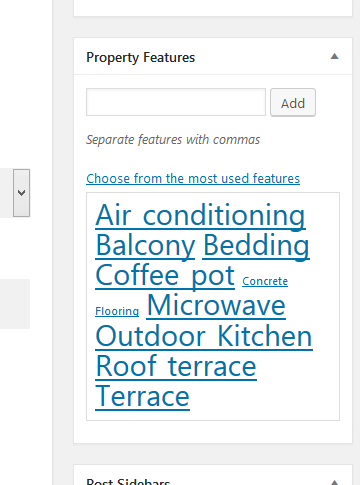 Property Features
Add
Separate features with commas
Choose from the most used features
Air conditioning
Balcony Bedding
Coffee pot Concrete
Flooring Microwave
Outdoor Kitchen
Roof terrace
Terrace
Post Sidebars